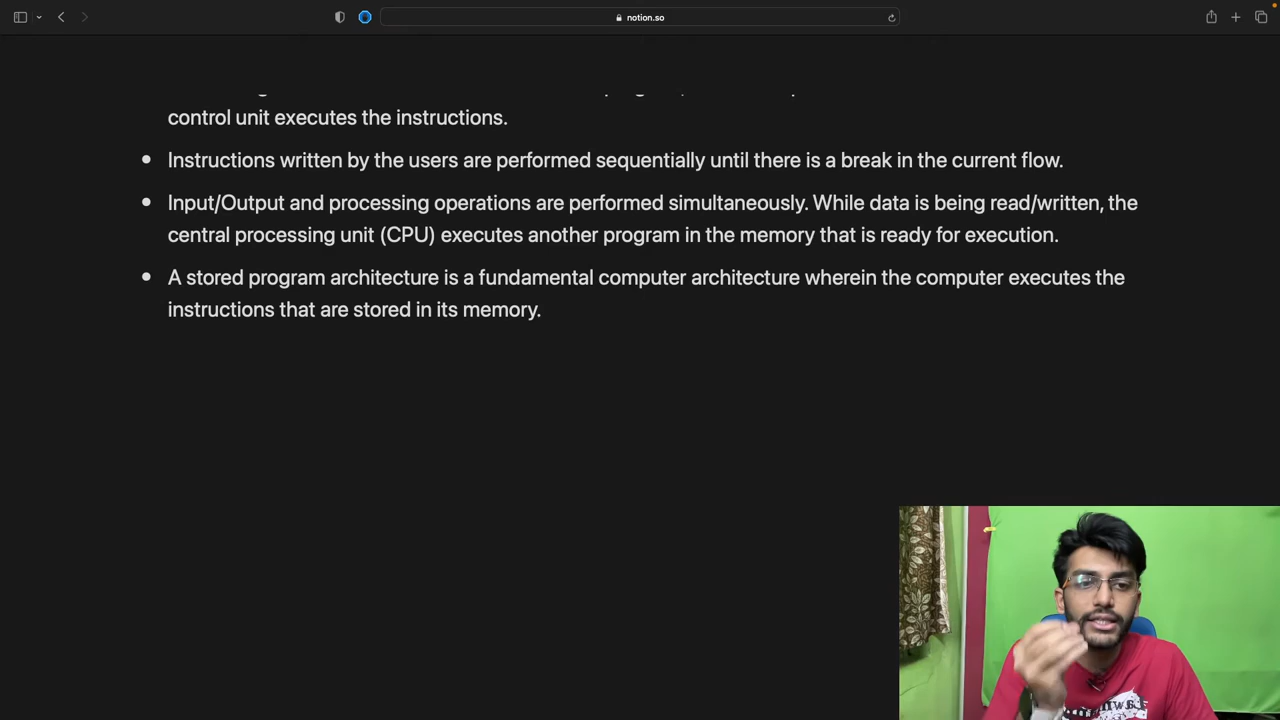 notion.so
control unit executes the instructions.
Instructions written by the users are performed sequentially until there is a break in the current flow.
Input/Output and processing operations are performed simultaneously. While data is being read/written, the
central processing unit (CPU) executes another program in the memory that is ready for execution.
A stored program architecture is a fundamental computer architecture wherein the computer executes the
instructions that are stored in its memory.